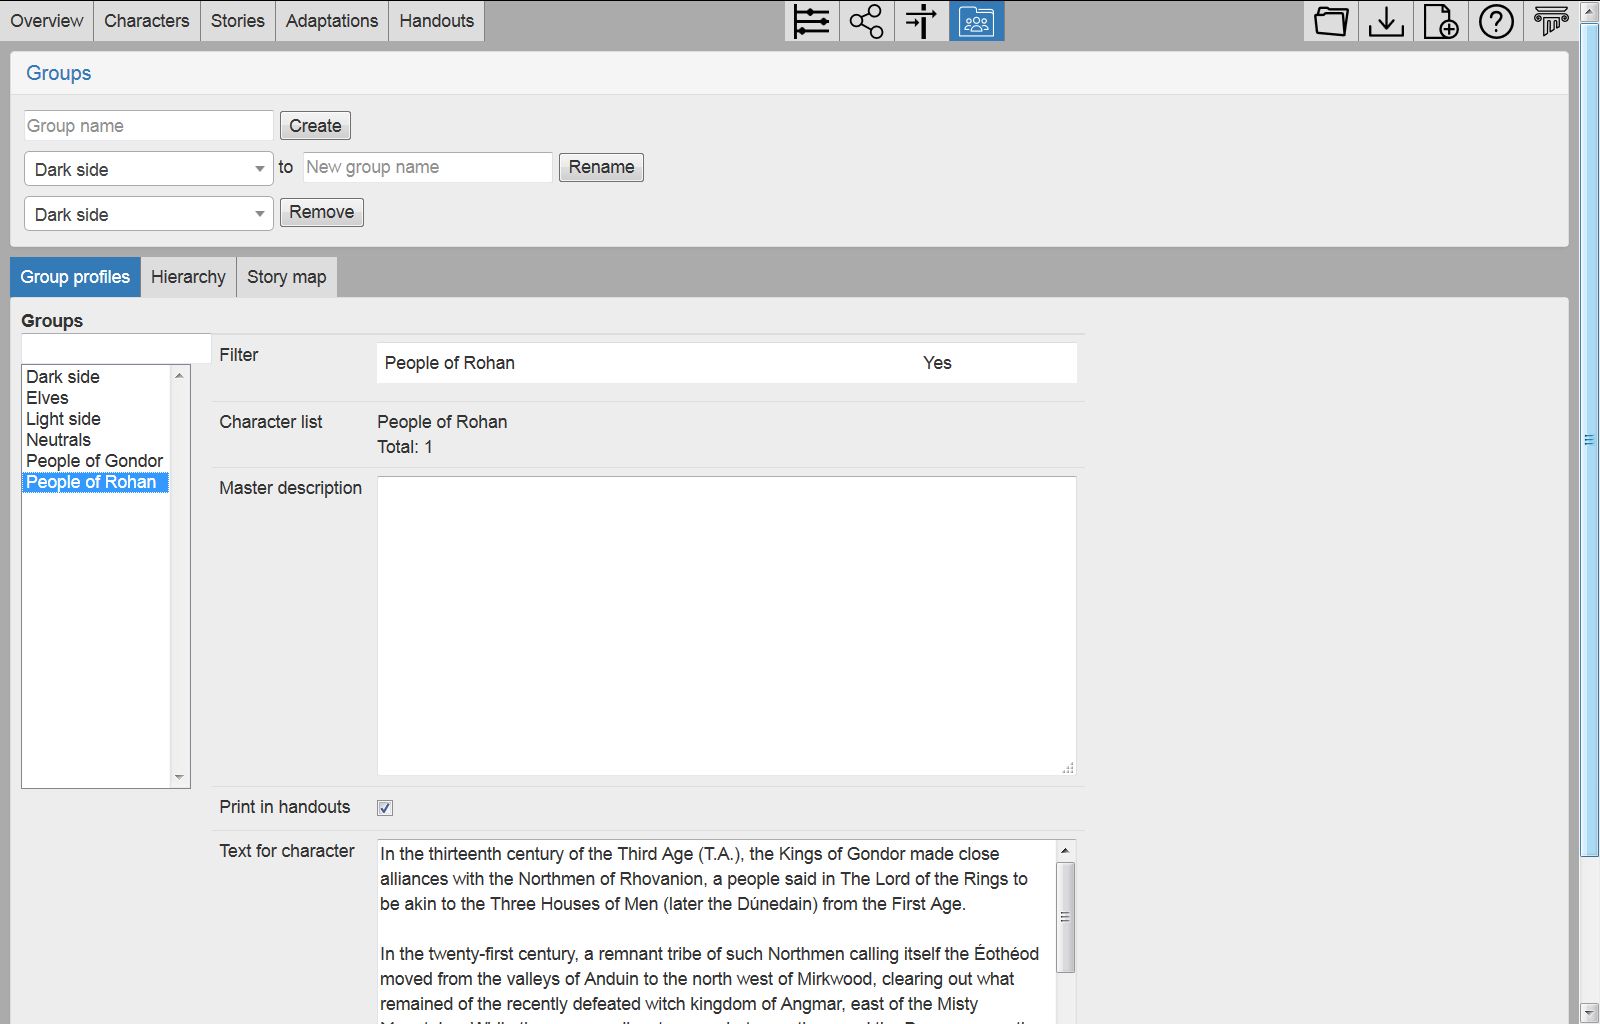 Overview Characters Stories Adaptations Handouts
Groups
Group name Create
Dark side to New group name Rename
Dark side Remove
Group profiles Hierarchy Story map
Groups
Dark side
Elves
Light side
Neutrals
People of Gondor
People of Rohan
Filter People of Rohan Yes
Character list People of Rohan
Total: 1
Master description
Print in handouts
Text for character
In the thirteenth century of the Third Age (T.A.), the Kings of Gondor made close
alliances with the Northmen of Rhovanion, a people said in The Lord of the Rings to
be akin to the Three Houses of Men (later the Dúnedain) from the First Age.
In the twenty-first century, a remnant tribe of such Northmen calling itself the Éothéod
moved from the valleys of Anduin to the north west of Mirkwood, clearing out what
remained of the recently defeated witch kingdom of Angmar, east of the Misty